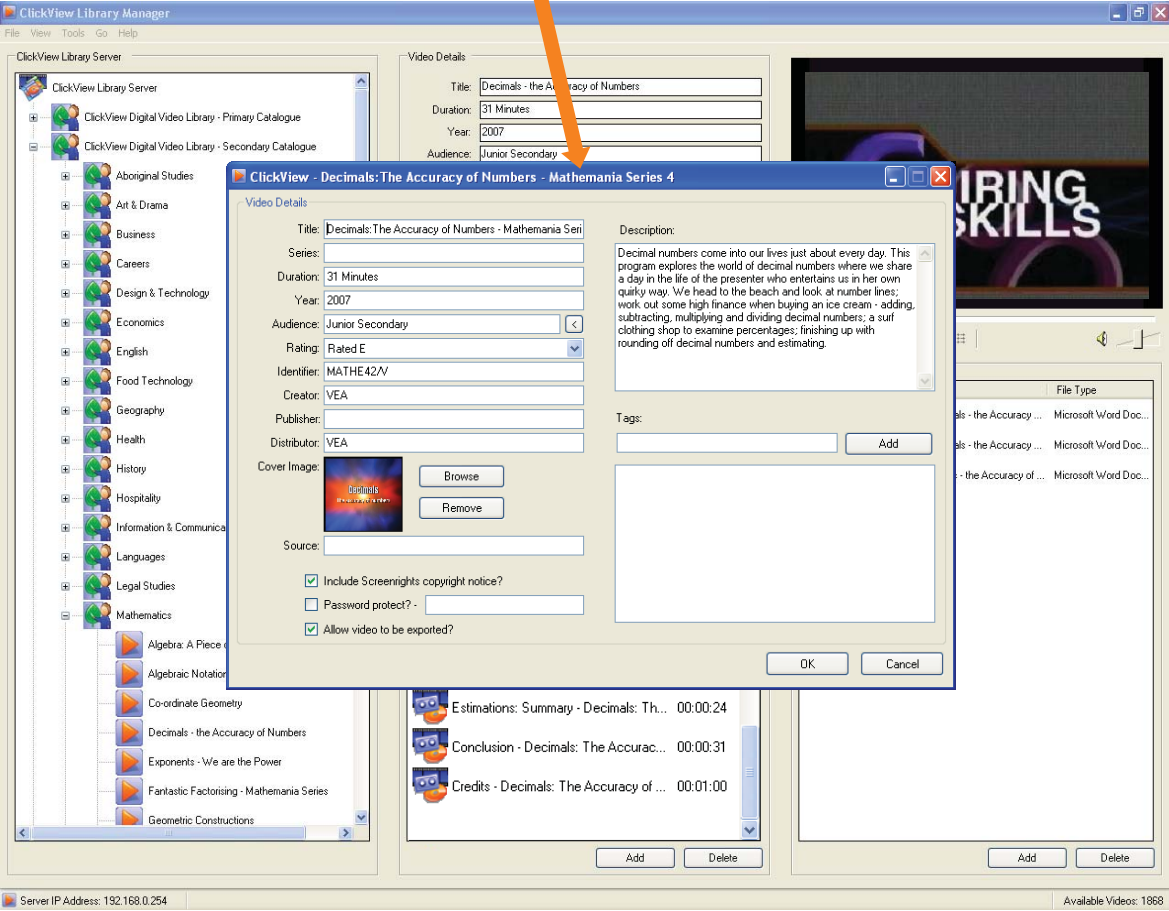 ClickView Library Manager
File View Tools Go Help
ClickView Library Server
ClickView Library Server
ClickView Digital Video Library - Primary Catalogue
ClickView Digital Video Library - Secondary Catalogue
Aboriginal Studies
Art & Drama
Business
Careers
Design & Technology
Economics
English
Food Technology
Geography
Health
History
Hospitality
Information & Communica
Languages
Legal Studies
Mathematics
Algebra: A Piece
Algebraic Notation
Co-ordinate Geometry
Decimals - the Accuracy of Numbers
Exponents - We are the Power
Fantastic Factorising - Mathemania Series
Geometric Constructions
Video Details
Title: Decimals - the Accuracy of Numbers
Duration: 31 Minutes
Year: 2007
Audience: Junior Secondary
IRING
SKILLS
ClickView - Decimals:The Accuracy of Numbers - Mathemania Series 4
Video Details
Title: Decimals:The Accuracy of Numbers - Mathemania Seri
Series:
Duration: 31 Minutes
Year: 2007
Audience: Junior Secondary <
Rating: Rated E
Identifier: MATHE42/V
Creator: VEA
Publisher:
Distributor: VEA
Cover Image:
Decimals
Browse
Remove
Source:
Include Screenrights copyright notice?
Password protect? -
Allow video to be exported?
Description:
Decimal numbers come into our lives just about every day. This
program explores the world of decimal numbers where we share
a day in the life of the presenter who entertains us in her own
quirky way. We head to the beach and look at number lines;
work out some high finance when buying an ice cream - adding,
subtracting, multiplying and dividing decimal numbers; a surf
clothing shop to examine percentages; finishing up with
rounding off decimal numbers and estimating.
Tags:
Add
OK Cancel
Estimations: Summary - Decimals: Th... 00:00:24
Conclusion - Decimals: The Accurac... 00:00:31
Credits - Decimals: The Accuracy of ... 00:01:00
Add Delete
File Type
als - the Accuracy ... Microsoft Word Doc...
als - the Accuracy ... Microsoft Word Doc...
- the Accuracy of ... Microsoft Word Doc...
Add Delete
Server IP Address: 192.168.0.254
Available Videos: 1868